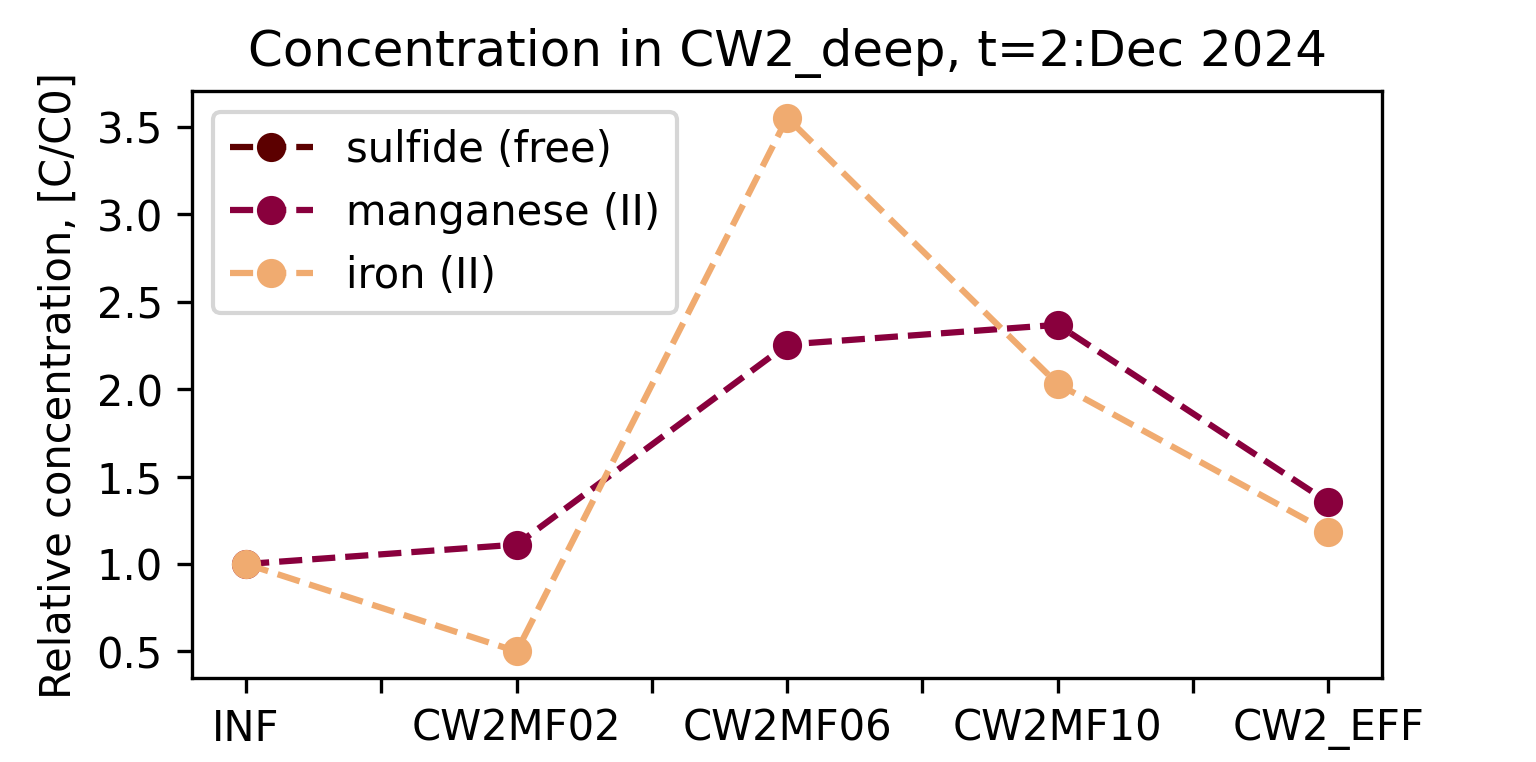 Concentration in CW2_deep, t=2:Dec 2024
Relative concentration, [C/C0]
3.5
3.0
2.5
2.0
1.5
1.0
0.5
sulfide (free)
manganese (II)
iron (II)
INF CW2MF02 CW2MF06 CW2MF10 CW2_EFF